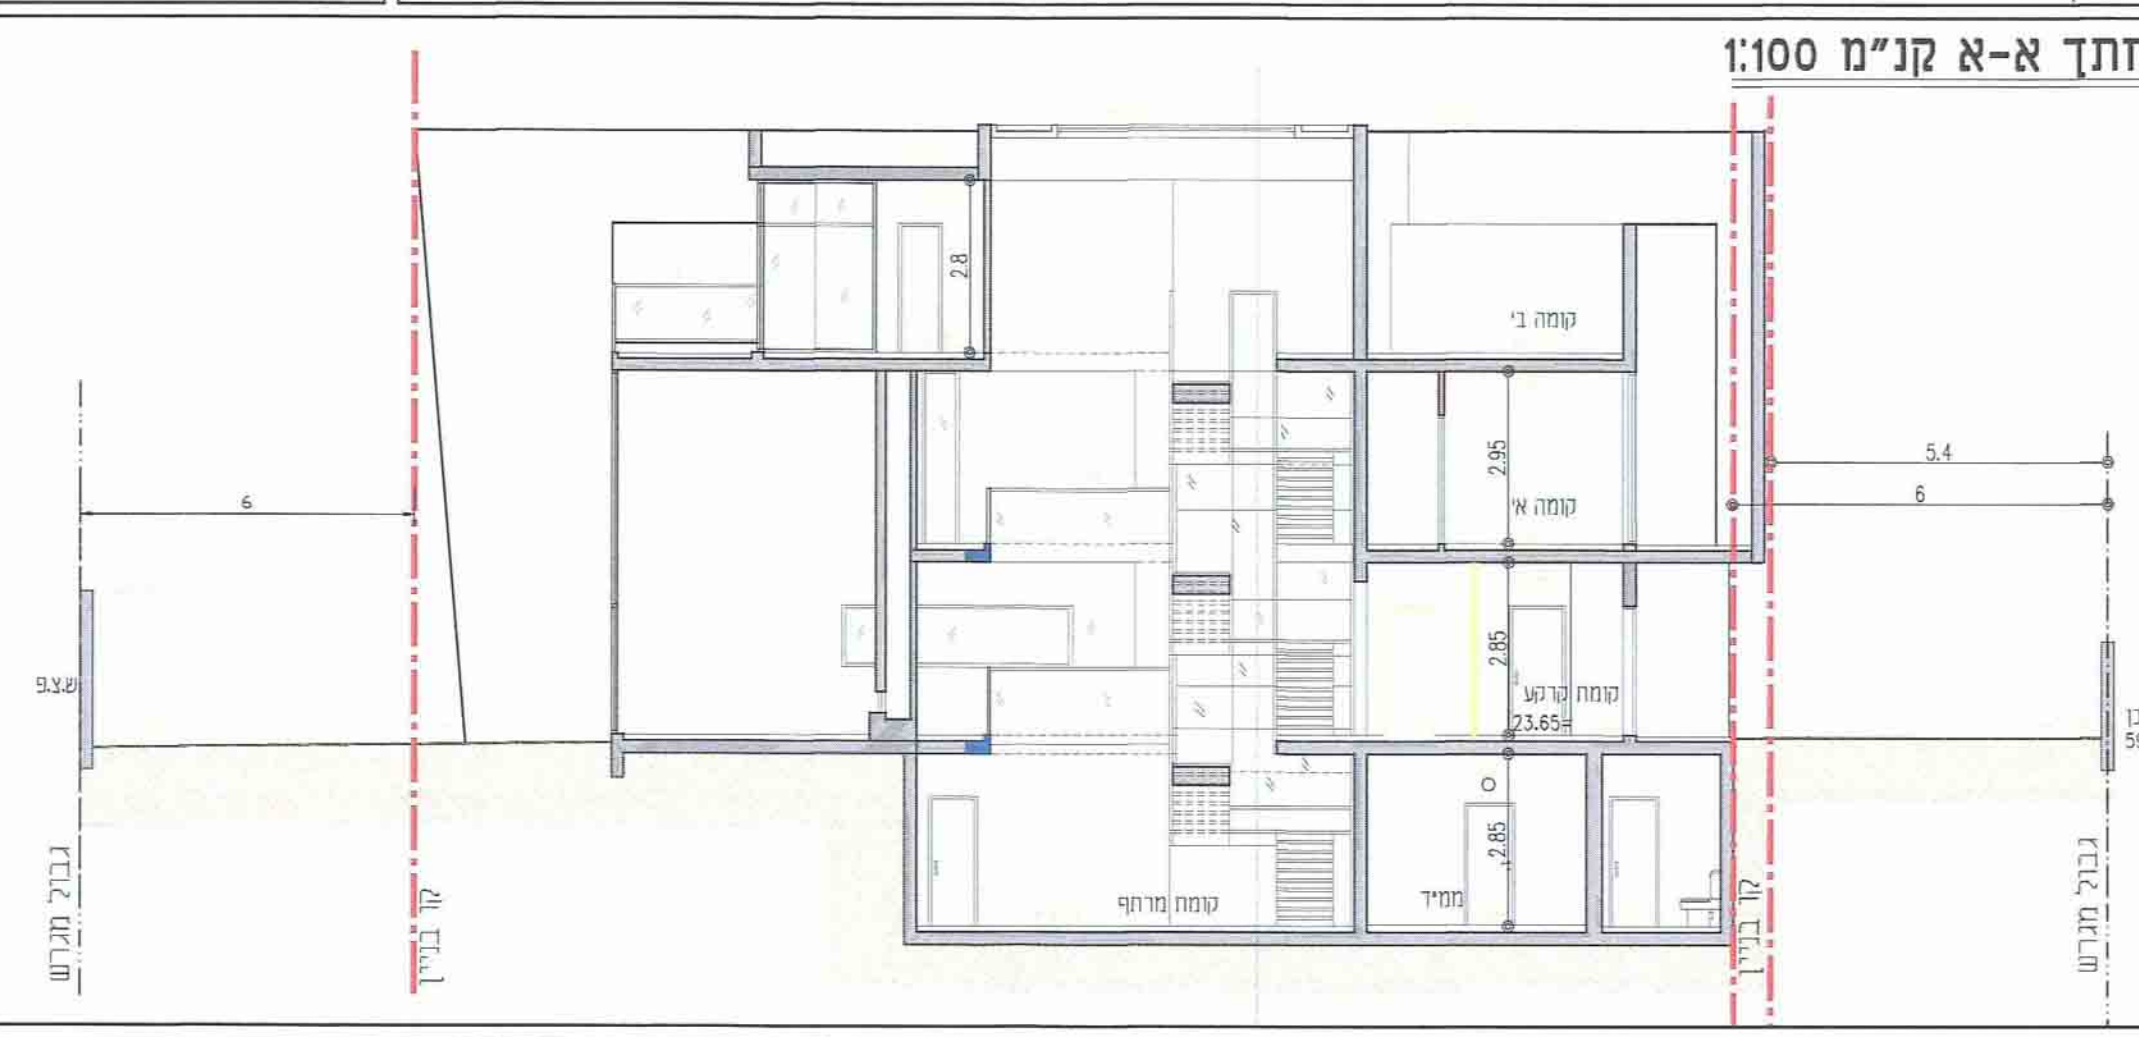 חתך א-א קנ"מ 1:100
2.8
קומה ב'
2.95
קומה א'
5.4
6
6
2.85
קומת קרקע
23.65=
ש.צ.פ
2.85
ממ"ד
קומת מרתף
גבול מגרש
קו בניין
קו בניין
גבול מגרש